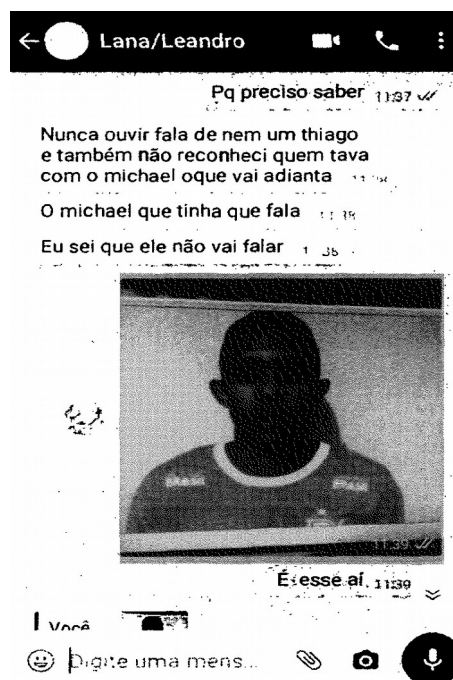 Lana/Leandro
Pq preciso saber 11:37
Nunca ouvir fala de nem um thiago
e também não reconheci quem tava
com o michael oque vai adianta
O michael que tinha que fala
Eu sei que ele não vai falar
11:39
É esse aí. 11:39
Você
Digite uma mens...